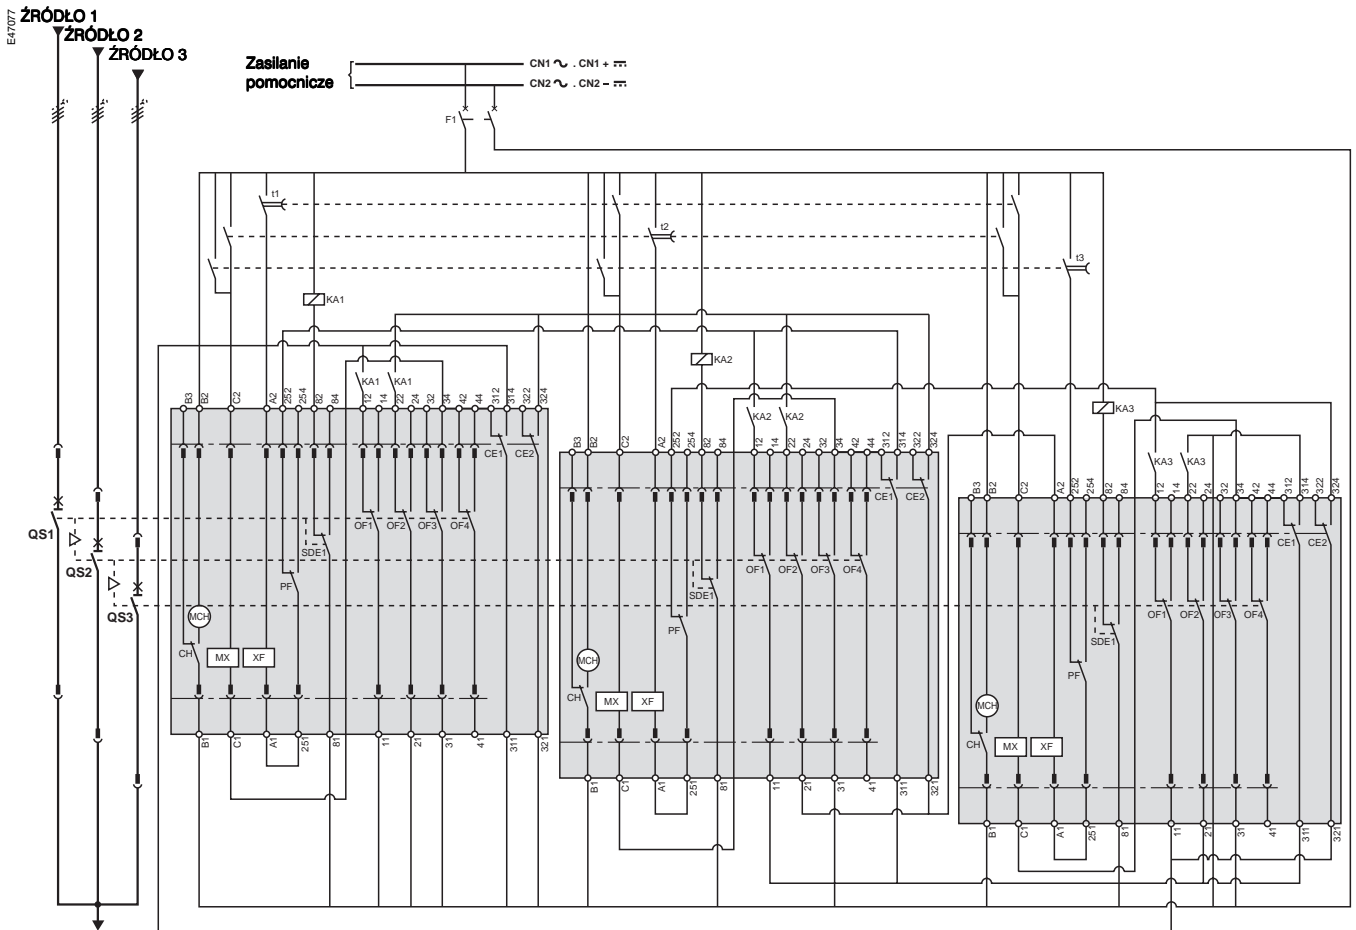 E47077
ŹRÓDŁO 1
ŹRÓDŁO 2
ŹRÓDŁO 3
Zasilanie
pomocnicze
CN1 . CN1 +
CN2 . CN2 –
F1
t1
t2
t3
KA1
KA2
KA3
B3 B2 C2 A2 252 254 82 84 12 14 22 24 32 34 42 44 312 314 322 324
KA1 KA1
CE1 CE2
OF1 OF2 OF3 OF4
SDE1
PF
MCH
CH
MX XF
B1 C1 A1 251 81 11 21 31 41 311 321
B3 B2 C2 A2 252 254 82 84 12 14 22 24 32 34 42 44 312 314 322 324
KA2 KA2
CE1 CE2
OF1 OF2 OF3 OF4
SDE1
PF
MCH
CH
MX XF
B1 C1 A1 251 81 11 21 31 41 311 321
B3 B2 C2 A2 252 254 82 84 12 14 22 24 32 34 42 44 312 314 322 324
KA3 KA3
CE1 CE2
OF1 OF2 OF3 OF4
SDE1
PF
MCH
CH
MX XF
B1 C1 A1 251 81 11 21 31 41 311 321
QS1
QS2
QS3